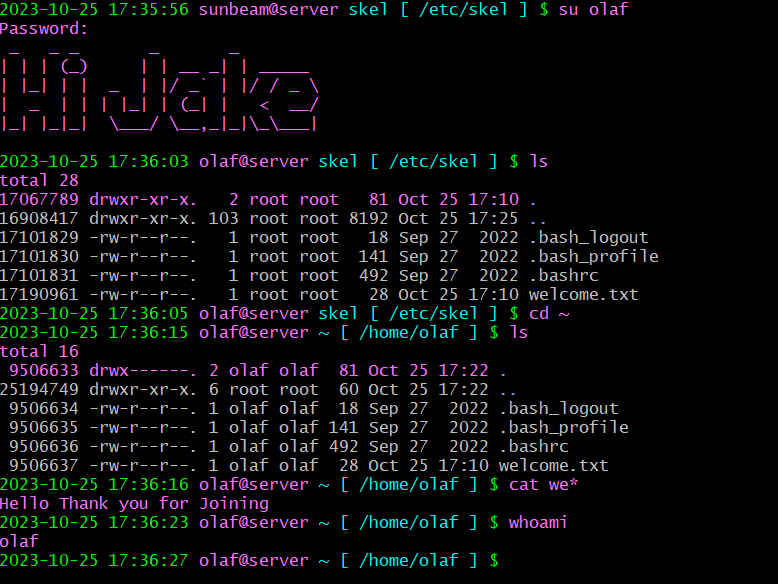 2023-10-25 17:35:56 sunbeam@server skel [ /etc/skel ] $ su olaf
Password:
 _   _ _       _       _
| | | (_)     | | __ _| | _____
| |_| | |  _  | |/ _` | |/ / _ \
|  _  | | | |_| | (_| |   <  __/
|_| |_|_|  \___/ \__,_|_|\_\___|
2023-10-25 17:36:03 olaf@server skel [ /etc/skel ] $ ls
total 28
17067789 drwxr-xr-x.   2 root root   81 Oct 25 17:10 .
16908417 drwxr-xr-x. 103 root root 8192 Oct 25 17:25 ..
17101829 -rw-r--r--.   1 root root   18 Sep 27  2022 .bash_logout
17101830 -rw-r--r--.   1 root root  141 Sep 27  2022 .bash_profile
17101831 -rw-r--r--.   1 root root  492 Sep 27  2022 .bashrc
17190961 -rw-r--r--.   1 root root   28 Oct 25 17:10 welcome.txt
2023-10-25 17:36:05 olaf@server skel [ /etc/skel ] $ cd ~
2023-10-25 17:36:15 olaf@server ~ [ /home/olaf ] $ ls
total 16
 9506633 drwx------. 2 olaf olaf  81 Oct 25 17:22 .
25194749 drwxr-xr-x. 6 root root  60 Oct 25 17:22 ..
 9506634 -rw-r--r--. 1 olaf olaf  18 Sep 27  2022 .bash_logout
 9506635 -rw-r--r--. 1 olaf olaf 141 Sep 27  2022 .bash_profile
 9506636 -rw-r--r--. 1 olaf olaf 492 Sep 27  2022 .bashrc
 9506637 -rw-r--r--. 1 olaf olaf  28 Oct 25 17:10 welcome.txt
2023-10-25 17:36:16 olaf@server ~ [ /home/olaf ] $ cat we*
Hello Thank you for Joining
2023-10-25 17:36:23 olaf@server ~ [ /home/olaf ] $ whoami
olaf
2023-10-25 17:36:27 olaf@server ~ [ /home/olaf ] $